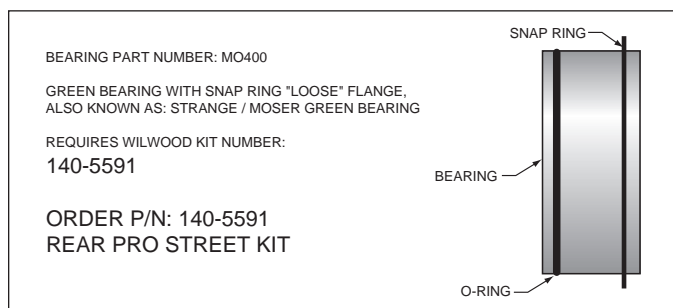 BEARING PART NUMBER: MO400
GREEN BEARING WITH SNAP RING "LOOSE" FLANGE,
ALSO KNOWN AS: STRANGE / MOSER GREEN BEARING
REQUIRES WILWOOD KIT NUMBER:
140-5591
ORDER P/N: 140-5591
REAR PRO STREET KIT
SNAP RING
BEARING
O-RING